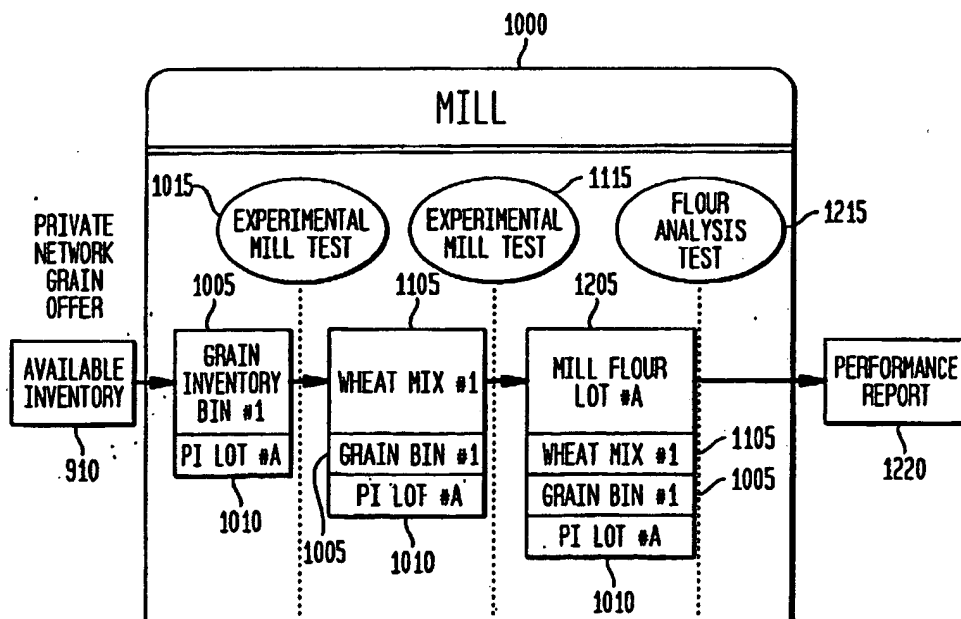 1000
MILL
1015
EXPERIMENTAL
MILL TEST
1115
EXPERIMENTAL
MILL TEST
FLOUR
ANALYSIS
TEST
1215
PRIVATE
NETWORK
GRAIN
OFFER
1005
1105
1205
AVAILABLE
INVENTORY
910
GRAIN
INVENTORY
BIN #1
PI LOT #A
1010
WHEAT MIX #1
GRAIN BIN #1
PI LOT #A
1005
1010
MILL FLOUR
LOT #A
WHEAT MIX #1
GRAIN BIN #1
PI LOT #A
1105
1005
1010
PERFORMANCE
REPORT
1220